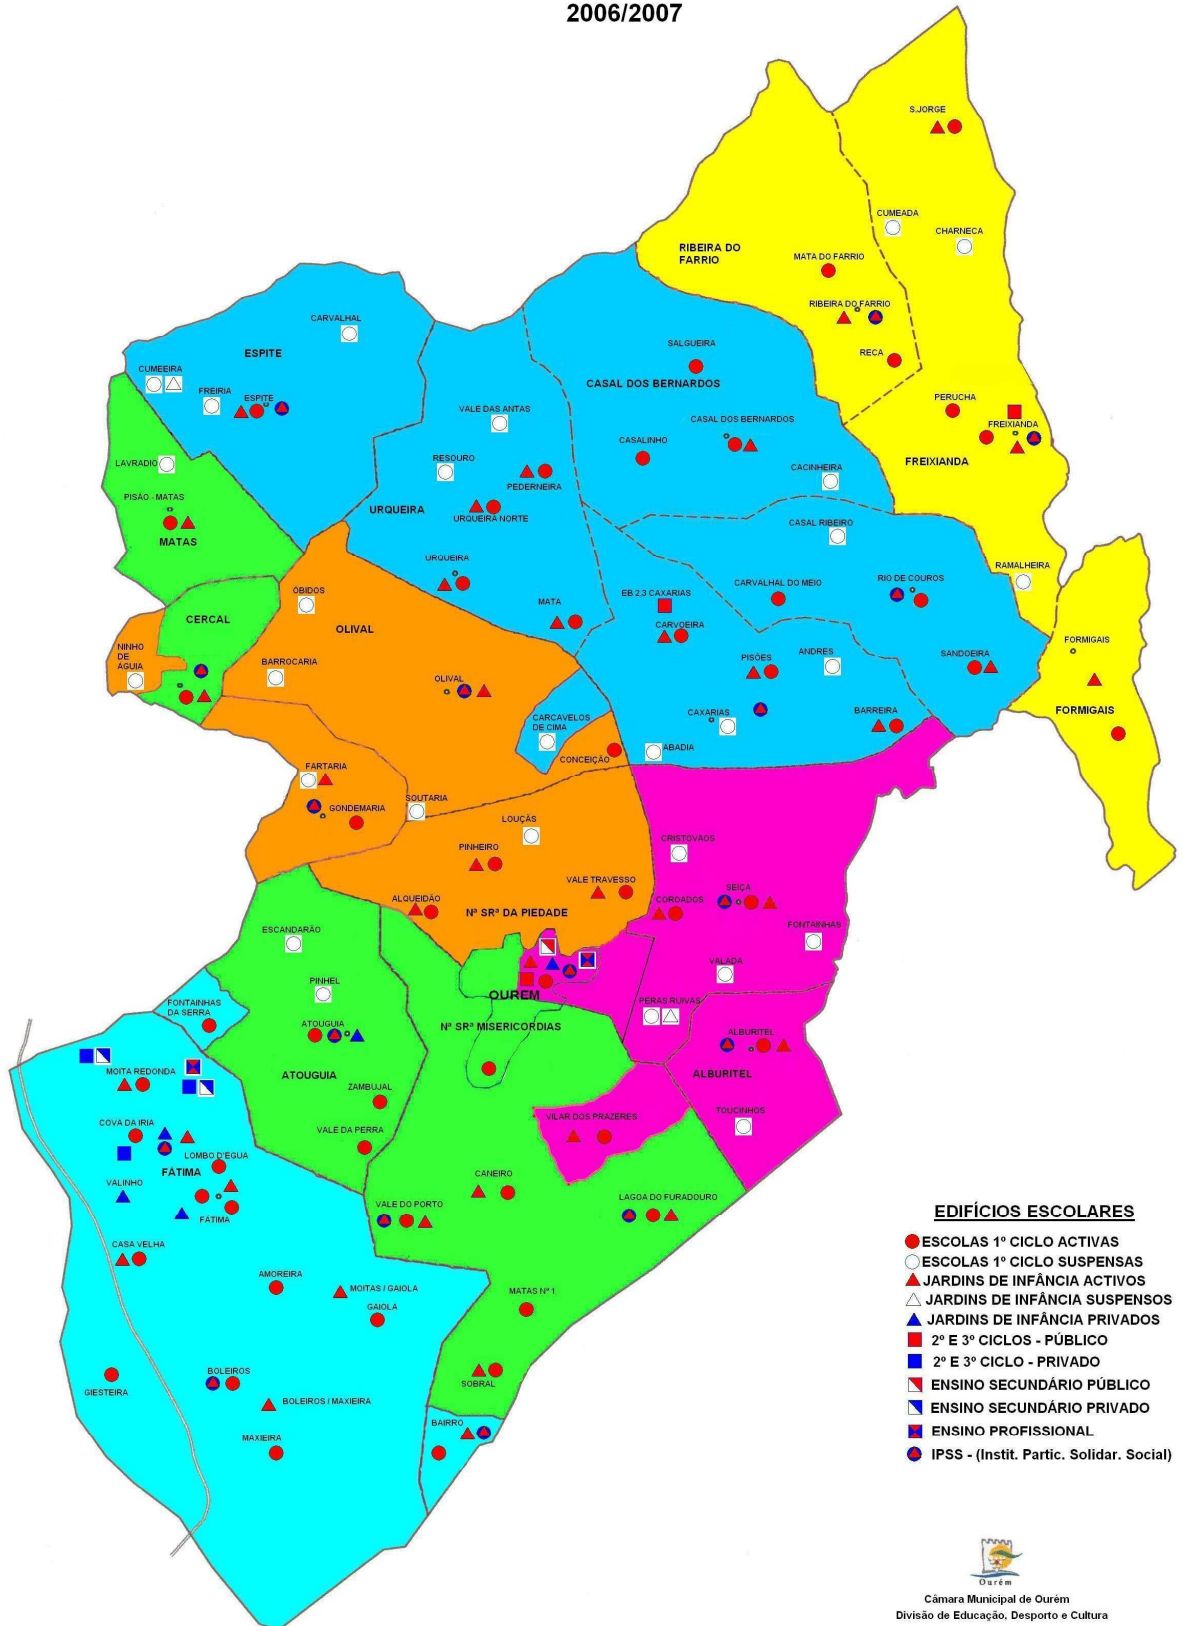 2006/2007
S.JORGE
CUMEADA
CHARNECA
RIBEIRA DO
FARRIO
MATA DO FARRIO
RIBEIRA DO FARRIO
RECA
PERUCHA
FREIXIANDA
FREIXIANDA
CARVALHAL
ESPITE
CUMEEIRA
FREIRIA
ESPITE
SALGUEIRA
CASAL DOS BERNARDOS
VALE DAS ANTAS
CASAL DOS BERNARDOS
CASALINHO
CACINHEIRA
LAVRADIO
RESOURO
PEDERNEIRA
PISÃO - MATAS
MATAS
URQUEIRA
URQUEIRA NORTE
CASAL RIBEIRO
URQUEIRA
RAMALHEIRA
CARVALHAL DO MEIO
RIO DE COUROS
EB 2,3 CAXARIAS
CARVOEIRA
MATA
ÓBIDOS
CERCAL
OLIVAL
FORMIGAIS
NINHO
DE
AGUIA
BARROCARIA
OLIVAL
PISÕES
ANDRES
SANDOEIRA
FORMIGAIS
CARCAVELOS
DE CIMA
CAXARIAS
BARREIRA
CONCEIÇÃO
ABADIA
FARTARIA
GONDEMARIA
SOUTARIA
LOUÇÃS
PINHEIRO
CRISTOVAOS
VALE TRAVESSO
SEIÇA
COROADOS
ALQUEIDÃO
Nª SRª DA PIEDADE
FONTAINHAS
ESCANDARÃO
VALADA
PINHEL
OUREM
FONTAINHAS
DA SERRA
PERAS RUIVAS
ATOUGUIA
Nª SRª MISERICORDIAS
ALBURITEL
MOITA REDONDA
ATOUGUIA
ALBURITEL
ZAMBUJAL
VILAR DOS PRAZERES
TOUCINHOS
COVA DA IRIA
VALE DA PERRA
LOMBO D'EGUA
FÁTIMA
VALINHO
CANEIRO
VALE DO PORTO
LAGOA DO FURADOURO
FÁTIMA
CASA VELHA
AMOREIRA
MOITAS / GAIOLA
GAIOLA
MATAS Nº 1
BOLEIROS
GIESTEIRA
SOBRAL
BOLEIROS / MAXIEIRA
BAIRRO
MAXIEIRA
EDIFÍCIOS ESCOLARES
ESCOLAS 1º CICLO ACTIVAS
ESCOLAS 1º CICLO SUSPENSAS
JARDINS DE INFÂNCIA ACTIVOS
JARDINS DE INFÂNCIA SUSPENSOS
JARDINS DE INFÂNCIA PRIVADOS
2º E 3º CICLOS - PÚBLICO
2º E 3º CICLO - PRIVADO
ENSINO SECUNDÁRIO PÚBLICO
ENSINO SECUNDÁRIO PRIVADO
ENSINO PROFISSIONAL
IPSS - (Instit. Partic. Solidar. Social)
Ourém
Câmara Municipal de Ourém
Divisão de Educação, Desporto e Cultura